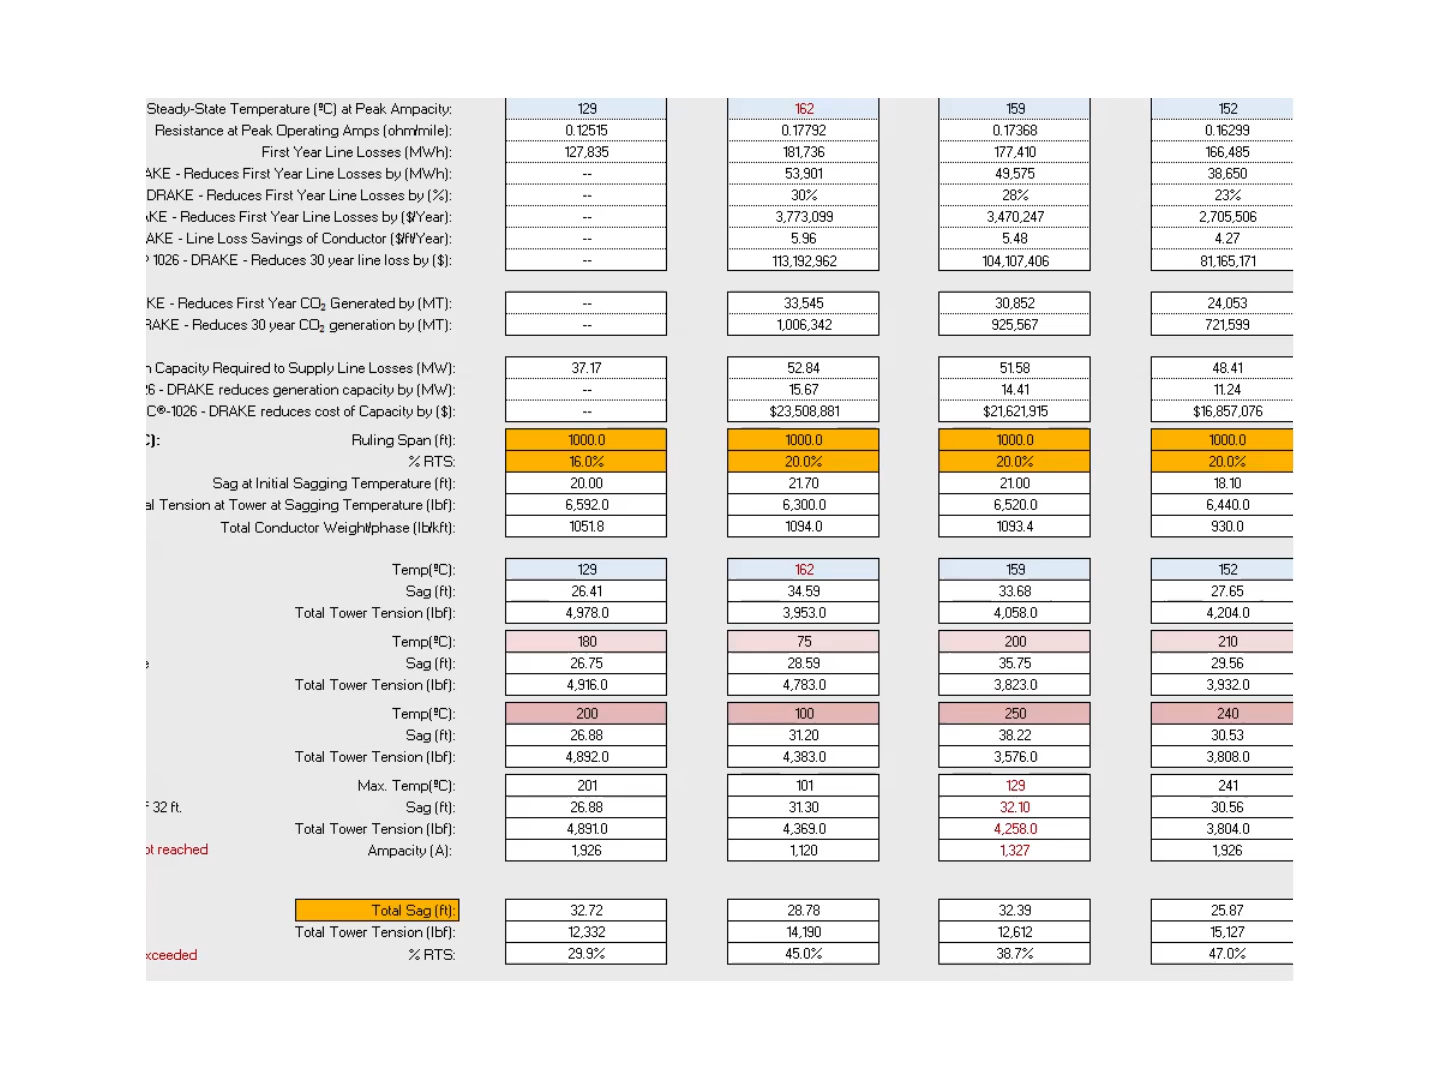 Steady-State Temperature (ºC) at Peak Ampacity: 129 162 159 152
Resistance at Peak Operating Amps (ohm/mile): 0.12515 0.17792 0.17368 0.16299
First Year Line Losses (MWh): 127,835 181,736 177,410 166,485
AKE - Reduces First Year Line Losses by (MWh): -- 53,901 49,575 38,650
DRAKE - Reduces First Year Line Losses by (%): -- 30% 28% 23%
AKE - Reduces First Year Line Losses by ($/Year): -- 3,773,099 3,470,247 2,705,506
AKE - Line Loss Savings of Conductor ($/ft/Year): -- 5.96 5.48 4.27
1026 - DRAKE - Reduces 30 year line loss by ($): -- 113,192,962 104,107,406 81,165,171
KE - Reduces First Year CO₂ Generated by (MT): -- 33,545 30,852 24,053
RAKE - Reduces 30 year CO₂ generation by (MT): -- 1,006,342 925,567 721,599
n Capacity Required to Supply Line Losses (MW): 37.17 52.84 51.58 48.41
26 - DRAKE reduces generation capacity by (MW): -- 15.67 14.41 11.24
C®-1026 - DRAKE reduces cost of Capacity by ($): -- $23,508,881 $21,621,915 $16,857,076
C): Ruling Span (ft): 1000.0 1000.0 1000.0 1000.0
% RTS: 16.0% 20.0% 20.0% 20.0%
Sag at Initial Sagging Temperature (ft): 20.00 21.70 21.00 18.10
al Tension at Tower at Sagging Temperature (lbf): 6,592.0 6,300.0 6,520.0 6,440.0
Total Conductor Weight/phase (lb/kft): 1051.8 1094.0 1093.4 930.0
Temp(ºC): 129 162 159 152
Sag (ft): 26.41 34.59 33.68 27.65
Total Tower Tension (lbf): 4,978.0 3,953.0 4,058.0 4,204.0
Temp(ºC): 180 75 200 210
e Sag (ft): 26.75 28.59 35.75 29.56
Total Tower Tension (lbf): 4,916.0 4,783.0 3,823.0 3,932.0
Temp(ºC): 200 100 250 240
Sag (ft): 26.88 31.20 38.22 30.53
Total Tower Tension (lbf): 4,892.0 4,383.0 3,576.0 3,808.0
Max. Temp(ºC): 201 101 129 241
F 32 ft. Sag (ft): 26.88 31.30 32.10 30.56
Total Tower Tension (lbf): 4,891.0 4,369.0 4,258.0 3,804.0
ot reached Ampacity (A): 1,926 1,120 1,327 1,926
Total Sag (ft): 32.72 28.78 32.39 25.87
Total Tower Tension (lbf): 12,332 14,190 12,612 15,127
xceeded % RTS: 29.9% 45.0% 38.7% 47.0%